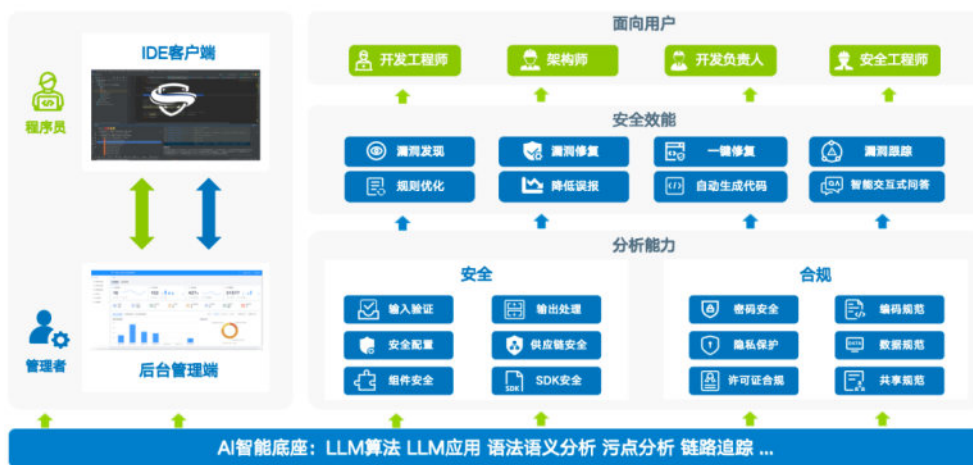 IDE客户端
程序员
管理者
后台管理端
面向用户
开发工程师 架构师 开发负责人 安全工程师
安全效能
漏洞发现 漏洞修复 一键修复 漏洞跟踪
规则优化 降低误报 自动生成代码 智能交互式问答
分析能力
安全 合规
输入验证 输出处理 密码安全 编码规范
安全配置 供应链安全 隐私保护 数据规范
组件安全 SDK安全 许可证合规 共享规范
AI智能底座：LLM算法 LLM应用 语法语义分析 污点分析 链路追踪 ...